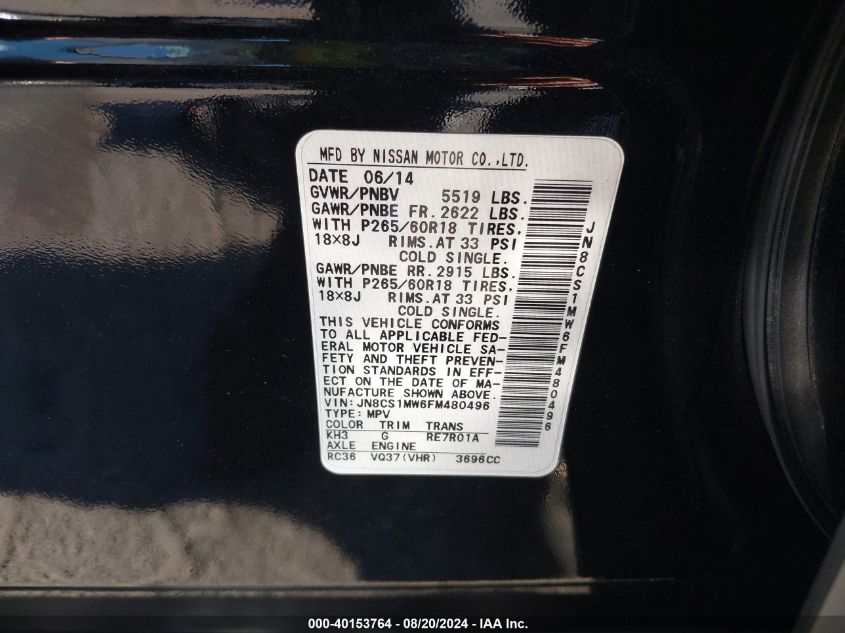 MFD BY NISSAN MOTOR CO.,LTD.
DATE 06/14
GVWR/PNBV 5519 LBS.
GAWR/PNBE FR.2622 LBS.
WITH P265/60R18 TIRES,
18×8J RIMS.AT 33 PSI
COLD SINGLE.
GAWR/PNBE RR.2915 LBS.
WITH P265/60R18 TIRES,
18×8J RIMS.AT 33 PSI
COLD SINGLE.
THIS VEHICLE CONFORMS
TO ALL APPLICABLE FED-
ERAL MOTOR VEHICLE SA-
FETY AND THEFT PREVEN-
TION STANDARDS IN EFF-
ECT ON THE DATE OF MA-
NUFACTURE SHOWN ABOVE.
VIN: JN8CS1MW6FM480496
TYPE: MPV
COLOR TRIM TRANS
KH3 G RE7R01A
AXLE ENGINE
RC36 VQ37(VHR) 3696CC
JN8CS1MW6FM480496
000-40153764 - 08/20/2024 - IAA Inc.